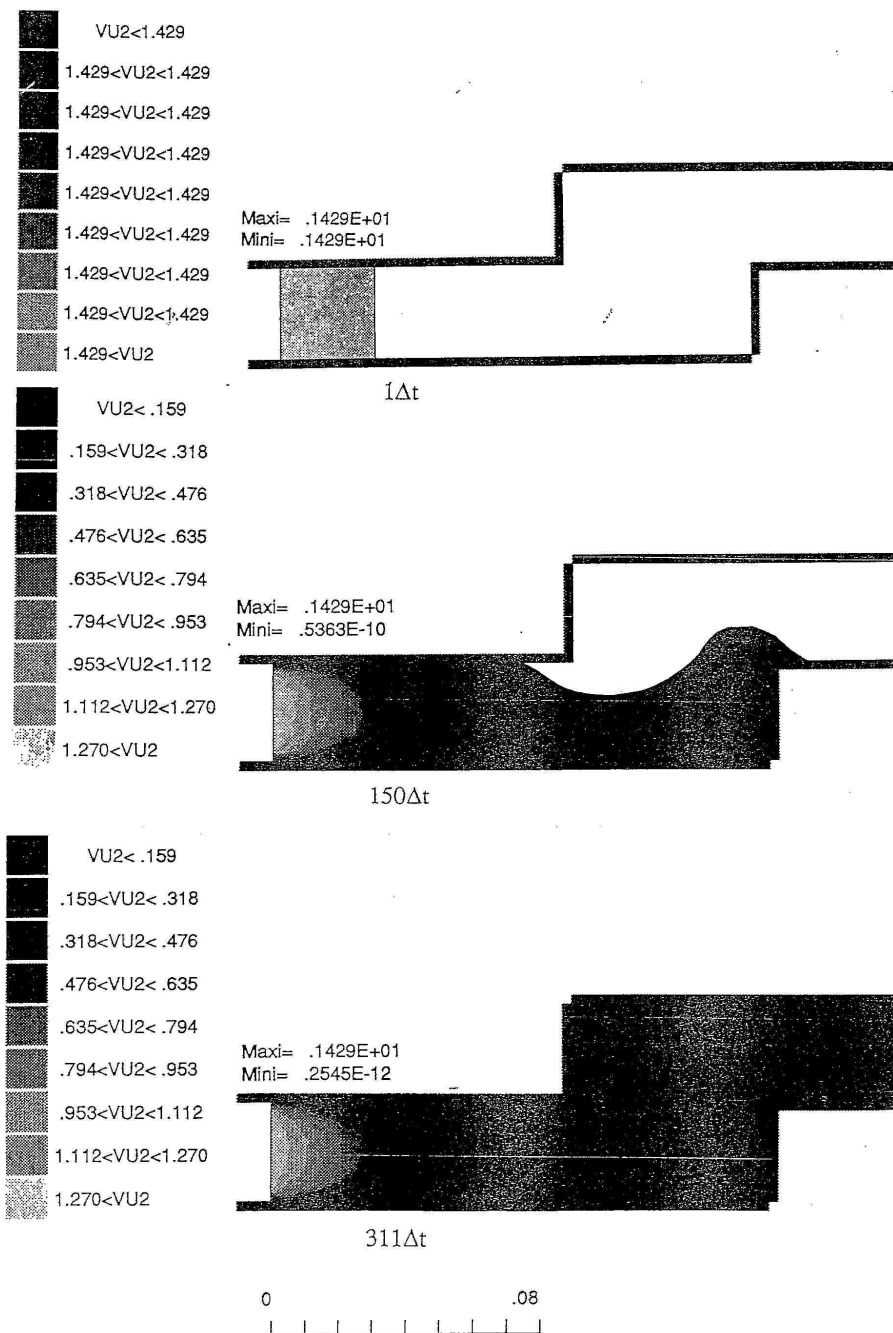 VU2<1.429
1.429<VU2<1.429
1.429<VU2<1.429
1.429<VU2<1.429
1.429<VU2<1.429
1.429<VU2<1.429
1.429<VU2<1.429
1.429<VU2<1.429
1.429<VU2
Maxi= .1429E+01
Mini= .1429E+01
1Δt
VU2< .159
.159<VU2< .318
.318<VU2< .476
.476<VU2< .635
.635<VU2< .794
.794<VU2< .953
.953<VU2<1.112
1.112<VU2<1.270
1.270<VU2
Maxi= .1429E+01
Mini= .5363E-10
150Δt
VU2< .159
.159<VU2< .318
.318<VU2< .476
.476<VU2< .635
.635<VU2< .794
.794<VU2< .953
.953<VU2<1.112
1.112<VU2<1.270
1.270<VU2
Maxi= .1429E+01
Mini= .2545E-12
311Δt
0 .08